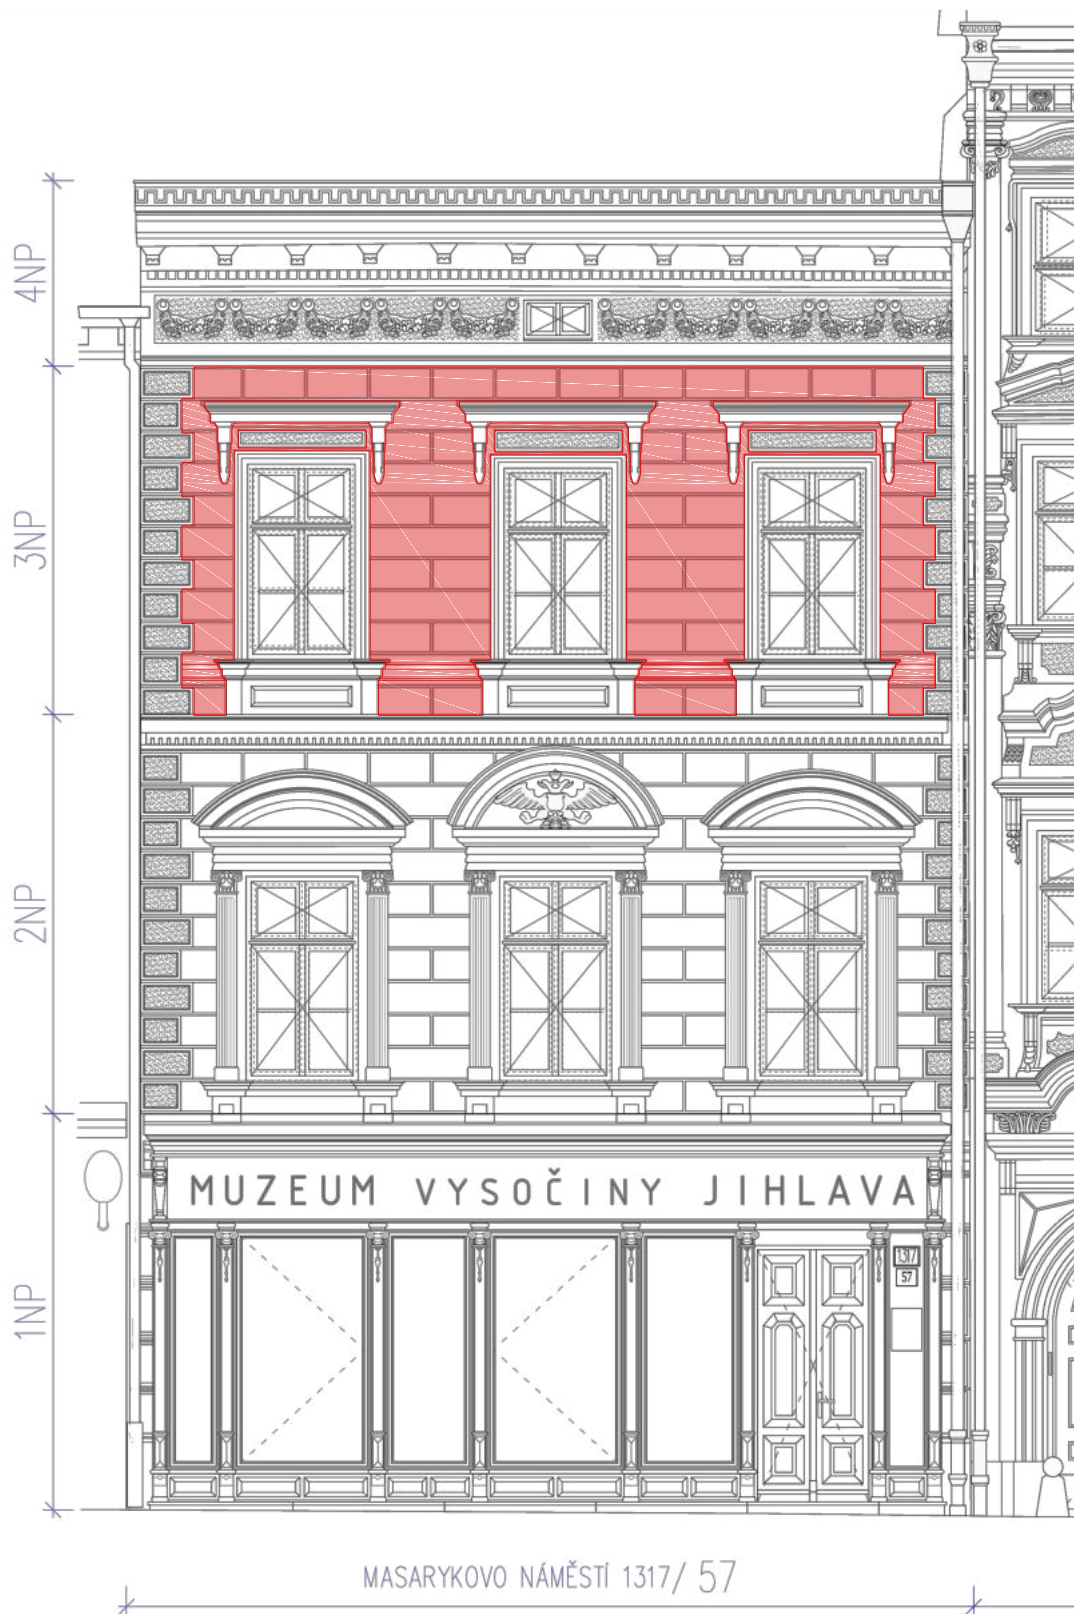 4NP
3NP
2NP
1NP
MUZEUM VYSOČINY JIHLAVA
1317
57
MASARYKOVO NÁMĚSTÍ 1317/ 57